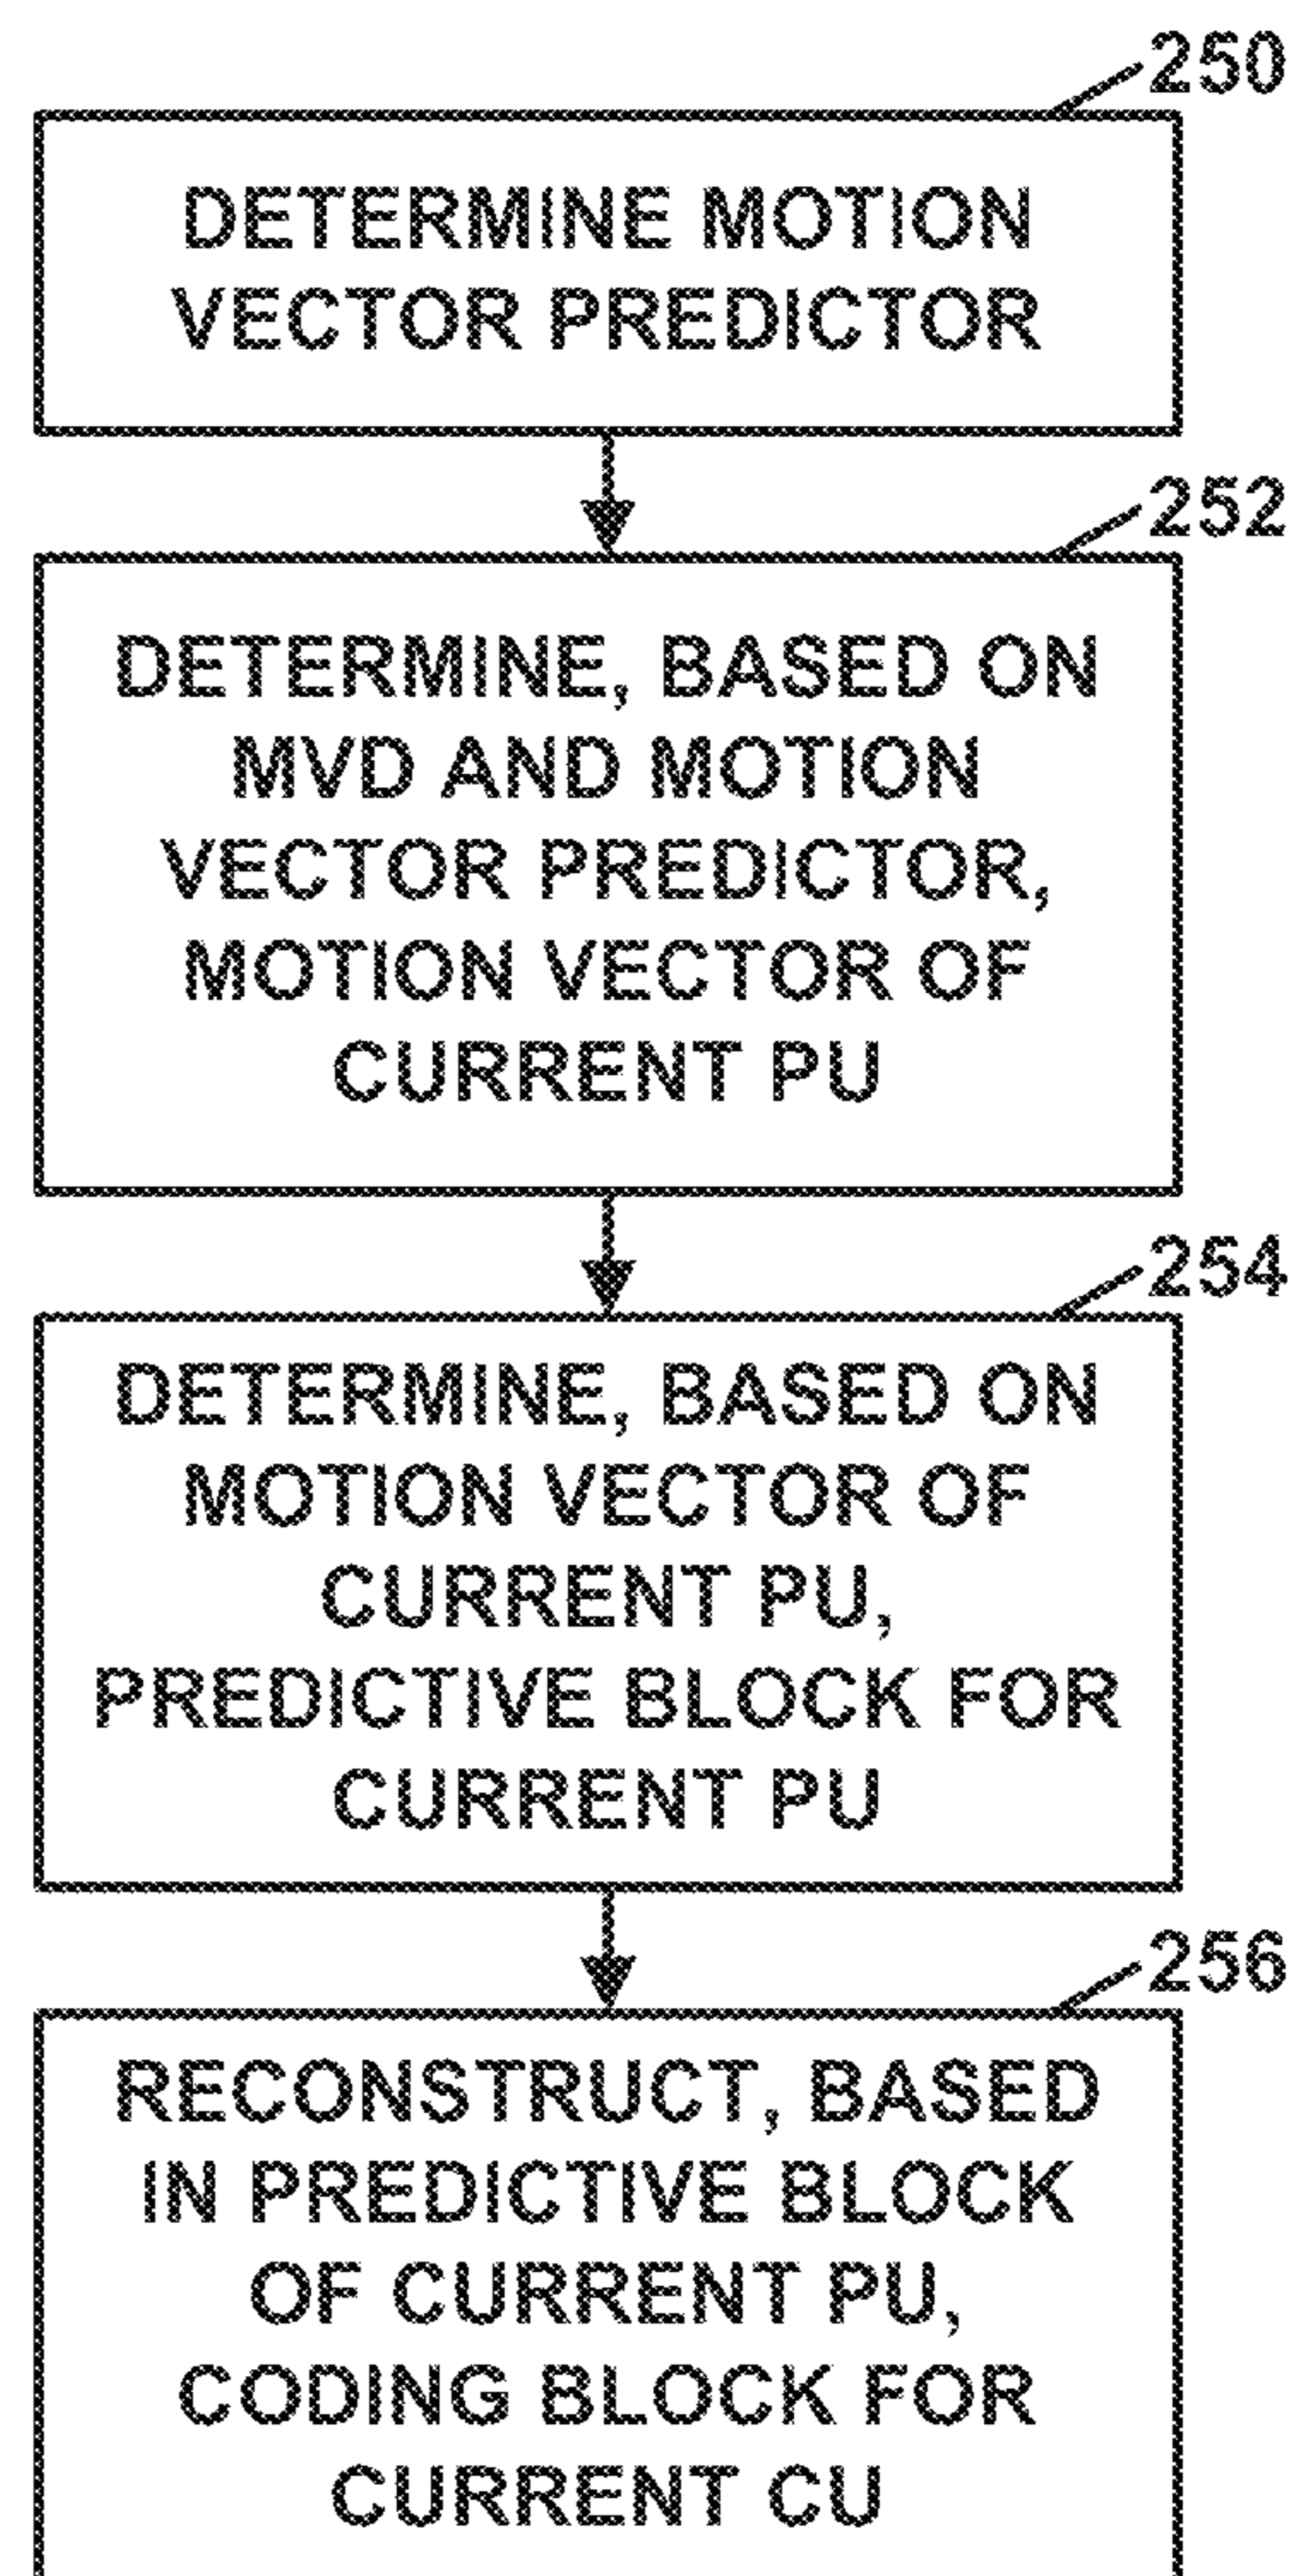 250
DETERMINE MOTION
VECTOR PREDICTOR
252
DETERMINE, BASED ON
MVD AND MOTION
VECTOR PREDICTOR,
MOTION VECTOR OF
CURRENT PU
254
DETERMINE, BASED ON
MOTION VECTOR OF
CURRENT PU,
PREDICTIVE BLOCK FOR
CURRENT PU
256
RECONSTRUCT, BASED
IN PREDICTIVE BLOCK
OF CURRENT PU,
CODING BLOCK FOR
CURRENT CU